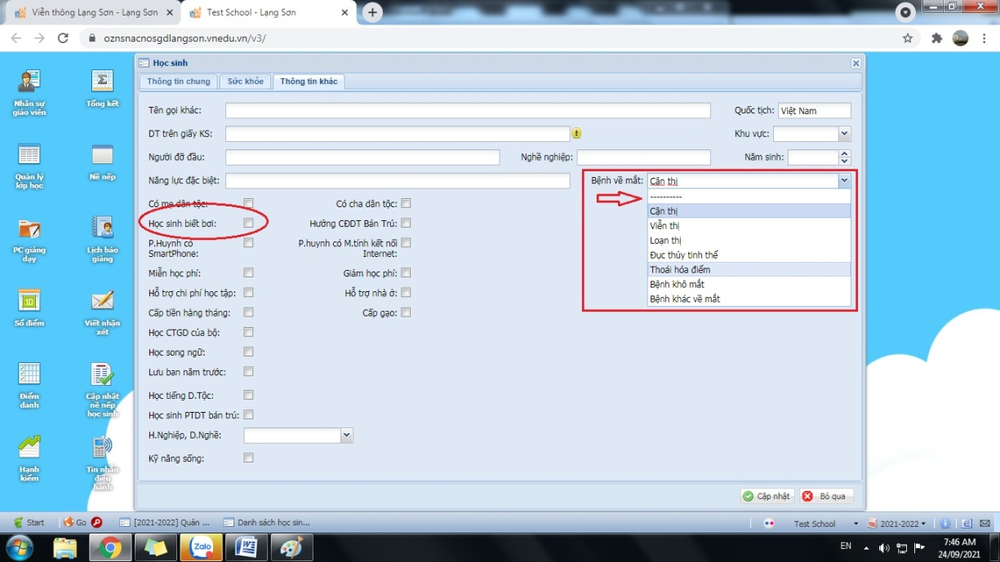 Viễn thông Lạng Sơn - Lạng Sơn
Test School - Lạng Sơn
oznsnacnosgdlangson.vnedu.vn/v3/
Nhân sự
giáo viên
Tổng kết
Quản lý
lớp học
Nề nếp
PC giảng
dạy
Lịch báo
giảng
Sổ điểm
Viết nhận
xét
Điểm
danh
Cập nhật
nề nếp
học sinh
Hạnh
kiểm
Tin nhắn
điều
hành
Học sinh
Thông tin chung
Sức khỏe
Thông tin khác
Tên gọi khác:
Quốc tịch: Việt Nam
DT trên giấy KS:
Khu vực:
Người đỡ đầu:
Nghề nghiệp:
Năm sinh:
Năng lực đặc biệt:
Bệnh về mắt: Cận thị
----------
Cận thị
Viễn thị
Loạn thị
Đục thủy tinh thể
Thoái hóa điểm
Bệnh khô mắt
Bệnh khác về mắt
Có mẹ dân tộc:
Có cha dân tộc:
Học sinh biết bơi:
Hưởng CĐDT Bán Trú:
P.Huynh có
SmartPhone:
P.huynh có M.tính kết nối
Internet:
Miễn học phí:
Giảm học phí:
Hỗ trợ chi phí học tập:
Hỗ trợ nhà ở:
Cấp tiền hàng tháng:
Cấp gạo:
Học CTGD của bộ:
Học song ngữ:
Lưu ban năm trước:
Học tiếng D.Tộc:
Học sinh PTDT bán trú:
H.Nghiệp, D.Nghề:
Kỹ năng sống:
Cập nhật
Bỏ qua
Start
Go
[2021-2022] Quản ...
Danh sách học sin...
Test School
2021-2022
Zalo
EN
7:46 AM
24/09/2021